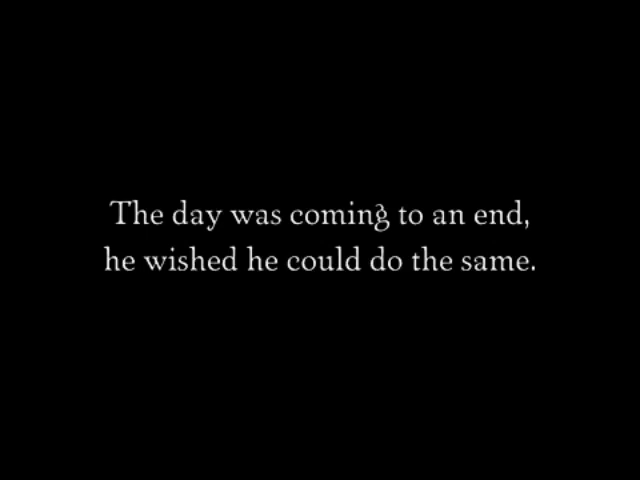 The day was coming to an end,
he wished he could do the same.